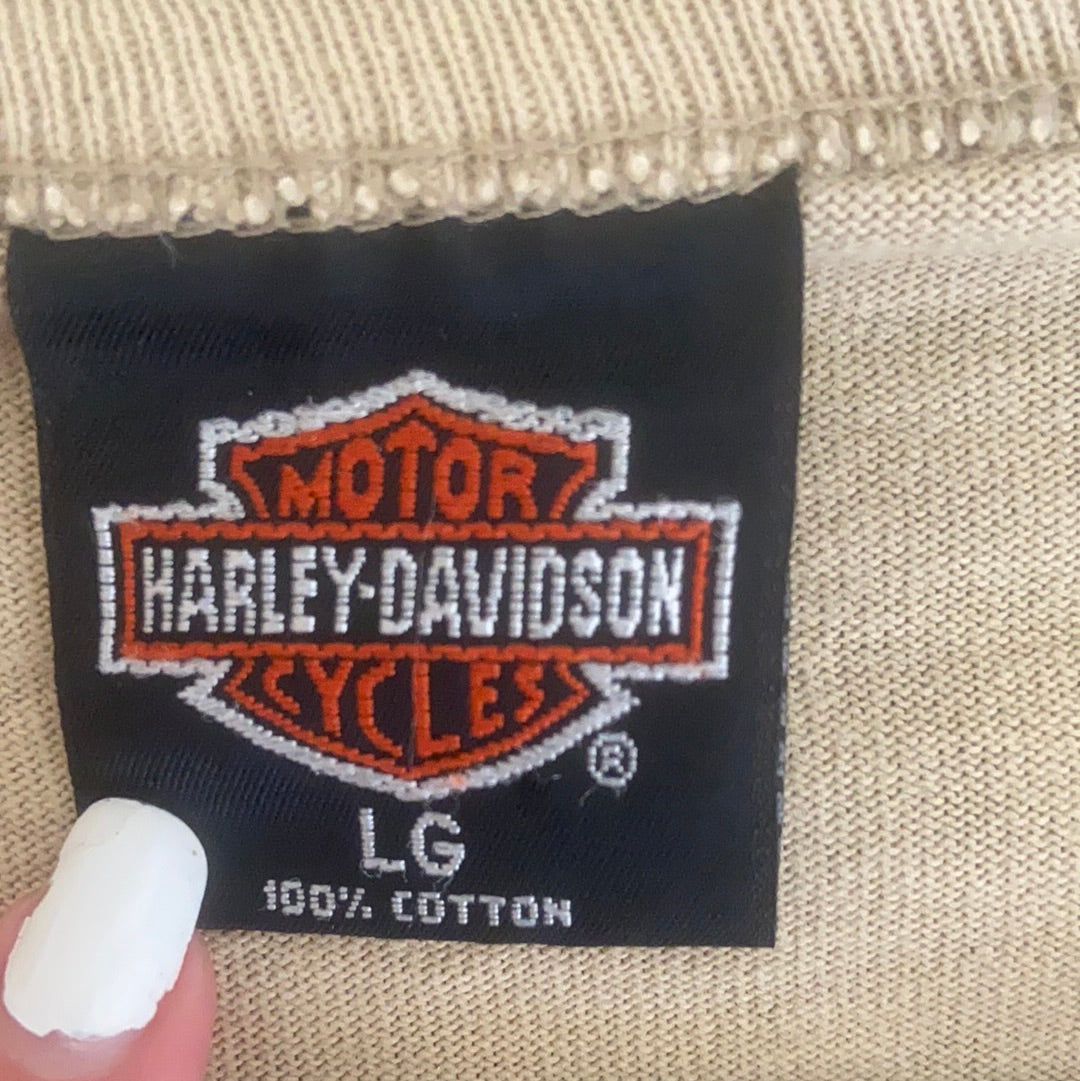 MOTOR
HARLEY-DAVIDSON
CYCLES
®
LG
100% COTTON